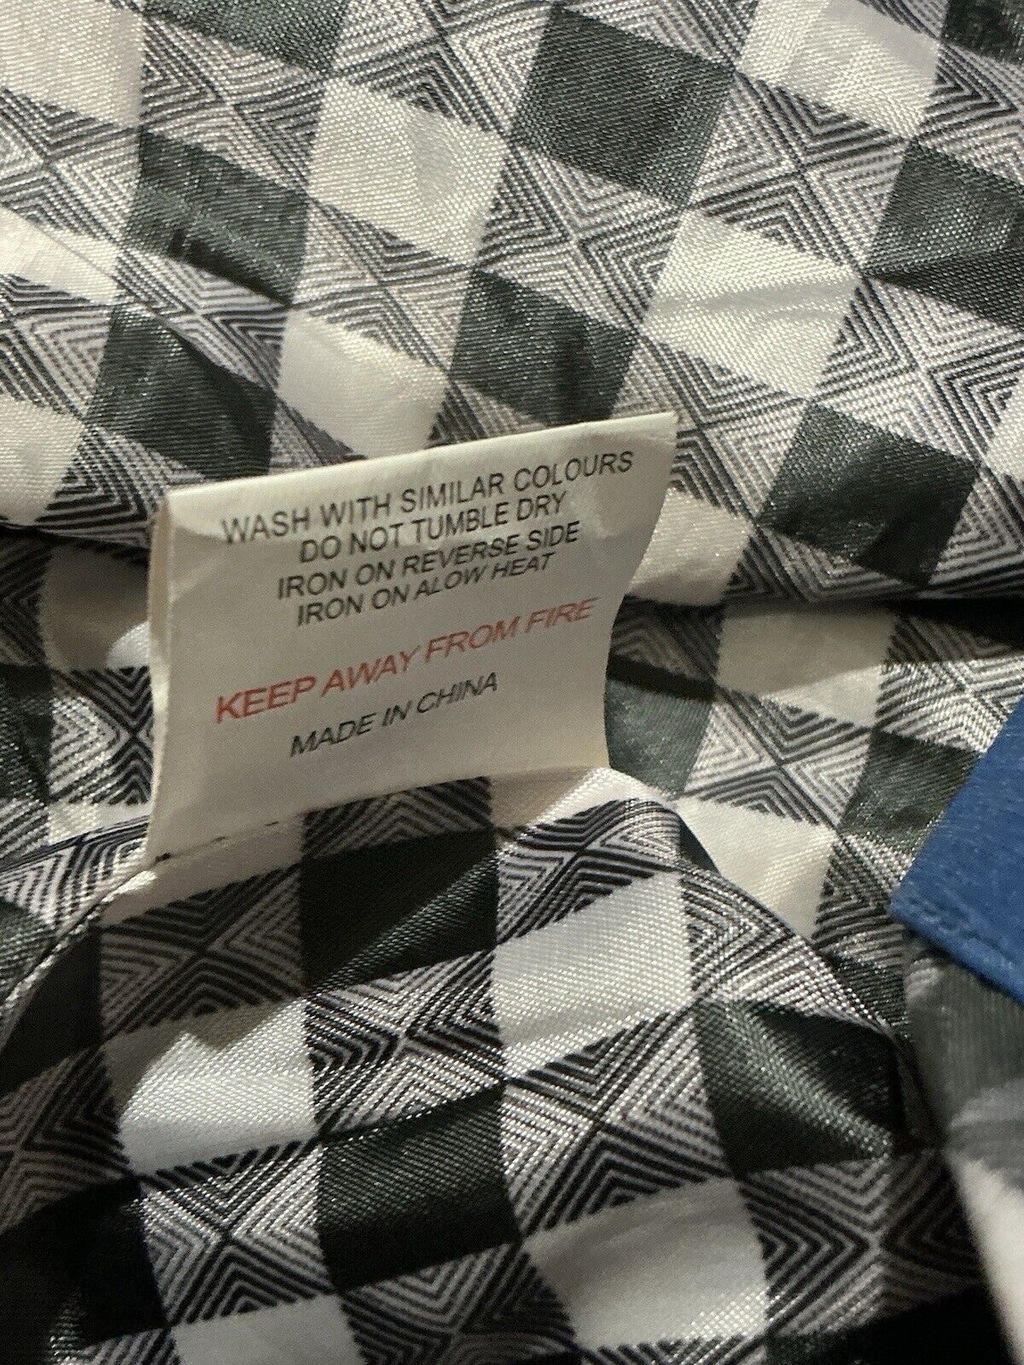 WASH WITH SIMILAR COLOURS
DO NOT TUMBLE DRY
IRON ON REVERSE SIDE
IRON ON ALOW HEAT
KEEP AWAY FROM FIRE
MADE IN CHINA